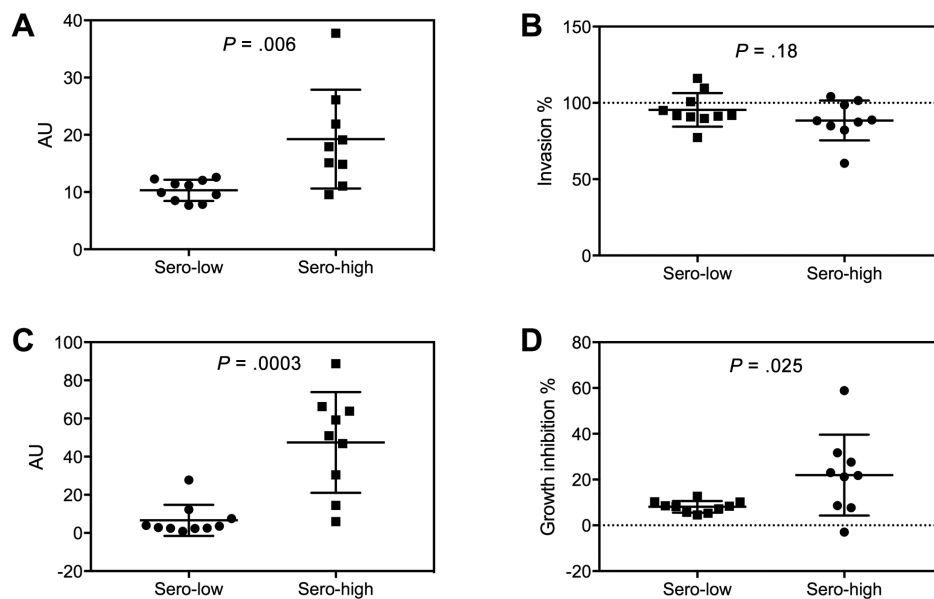 A
P = .006
AU
40
30
20
10
0
Sero-low
Sero-high
B
P = .18
Invasion %
150
100
50
0
Sero-low
Sero-high
C
P = .0003
AU
100
80
60
40
20
0
-20
Sero-low
Sero-high
D
P = .025
Growth inhibition %
80
60
40
20
0
-20
Sero-low
Sero-high